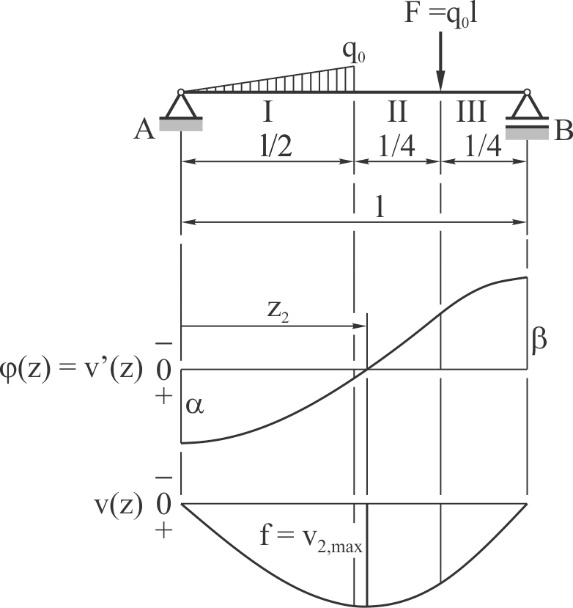 F =q₀l
q₀
A I II III B
l/2 1/4 1/4
l
z₂
−
φ(z) = v’(z) 0
+
α
β
−
v(z) 0
+
f = v₂,max